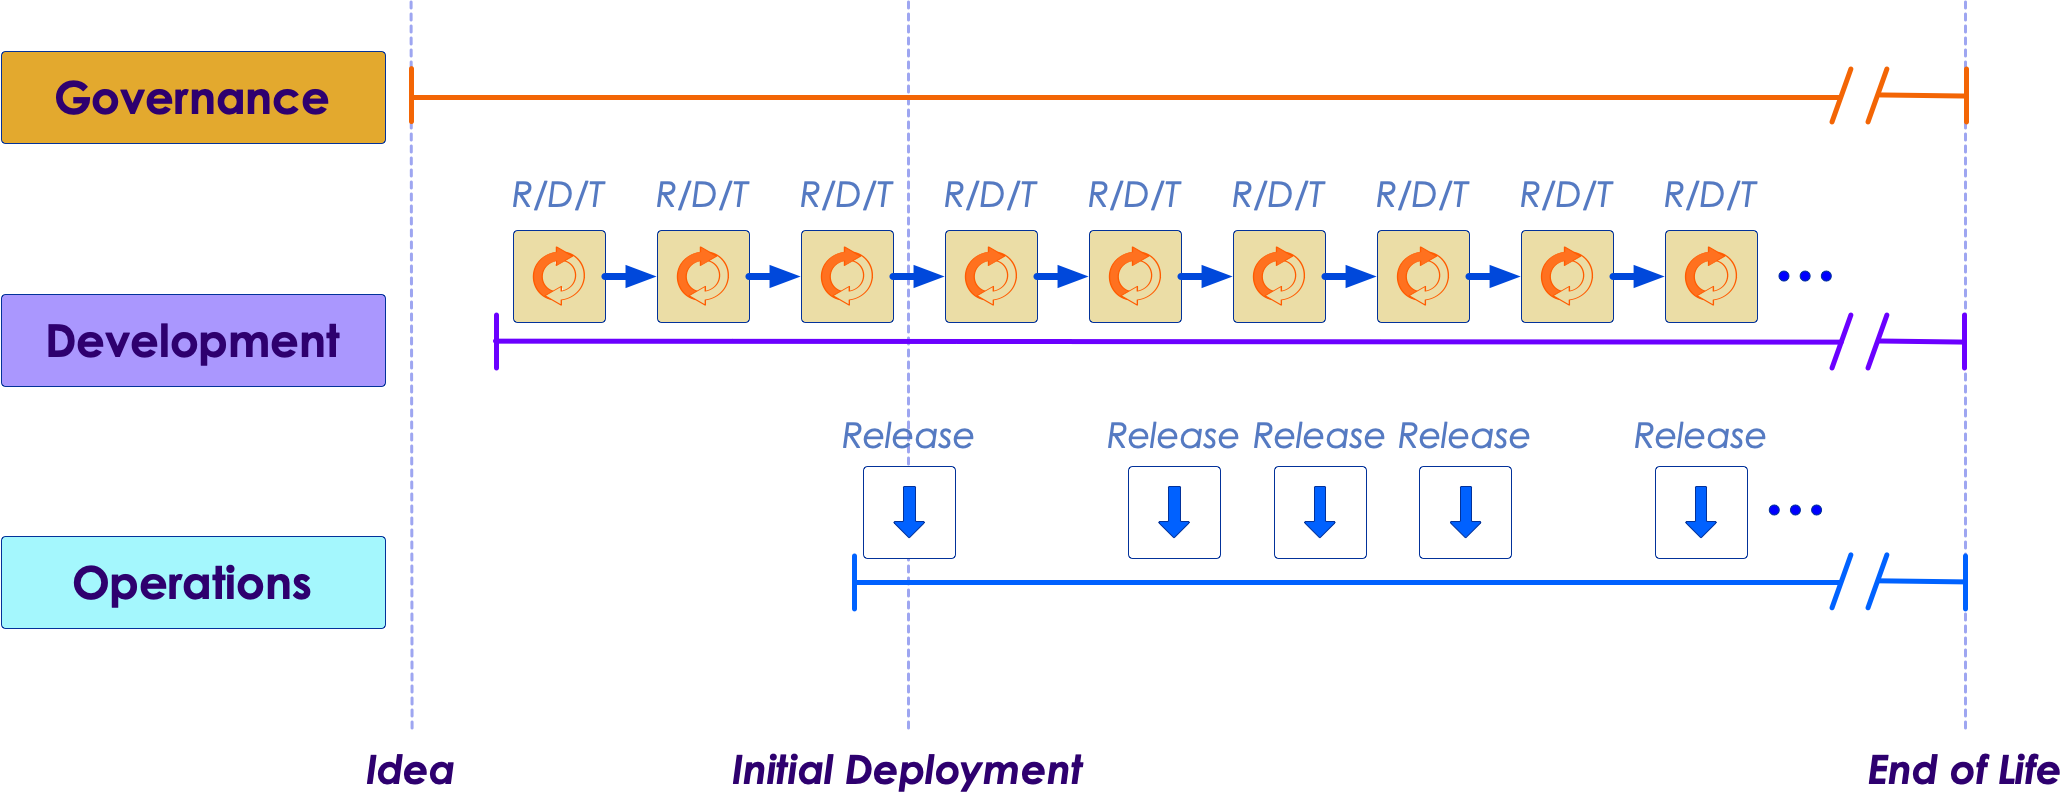 Governance
R/D/T R/D/T R/D/T R/D/T R/D/T R/D/T R/D/T R/D/T R/D/T
Development
Release Release Release Release Release
Operations
Idea Initial Deployment End of Life